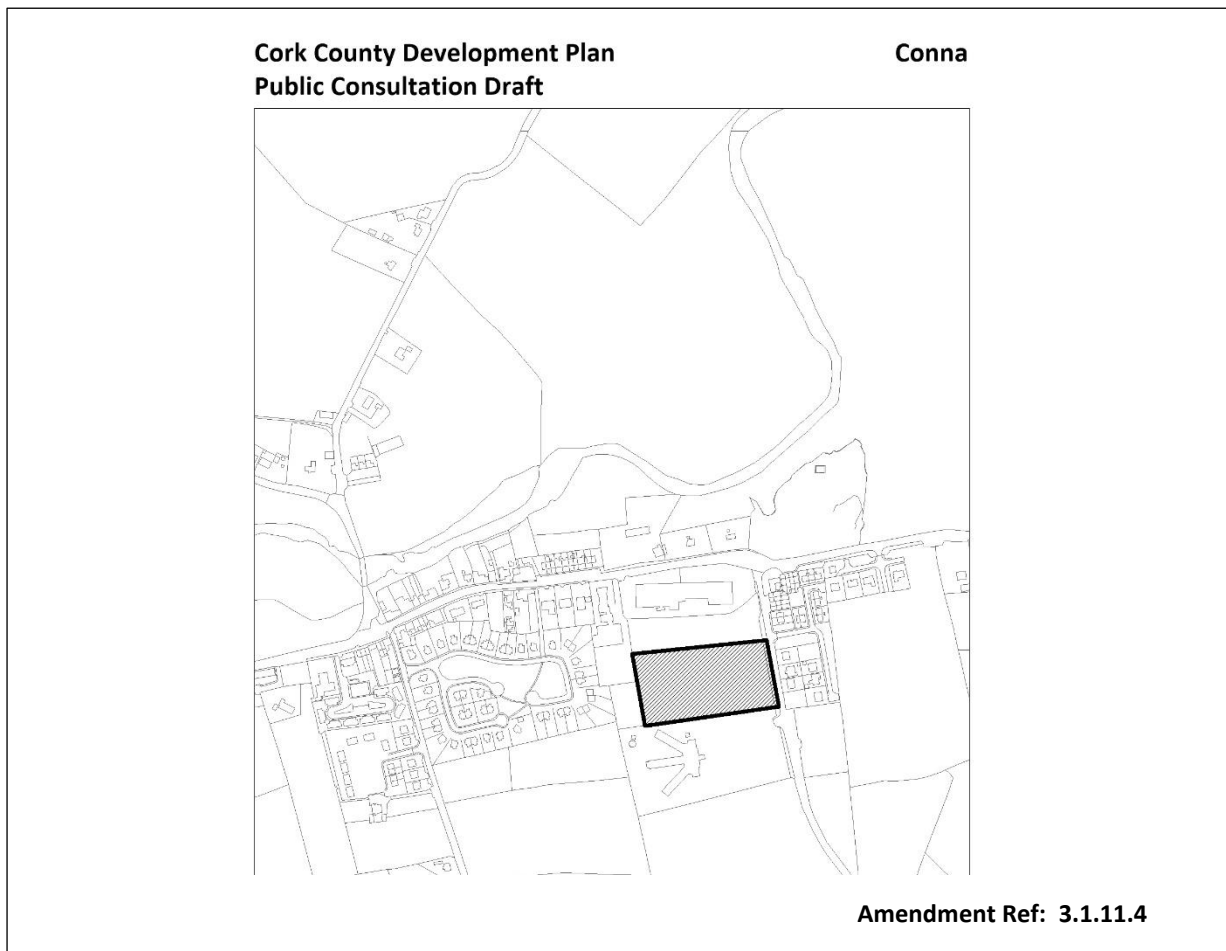 Cork County Development Plan Conna
Public Consultation Draft
Amendment Ref: 3.1.11.4